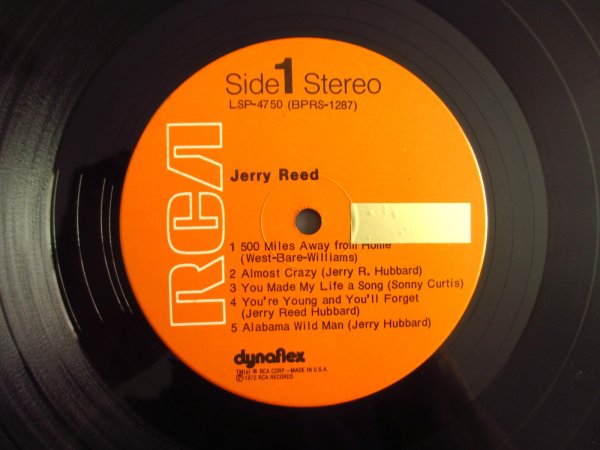 Side 1 Stereo
LSP-4750 (BPRS-1287)
RCA
Jerry Reed
1 500 Miles Away from Home
(West-Bare-Williams)
2 Almost Crazy (Jerry R. Hubbard)
3 You Made My Life a Song (Sonny Curtis)
4 You're Young and You'll Forget
(Jerry Reed Hubbard)
5 Alabama Wild Man (Jerry Hubbard)
dynaflex
TM(s) ® RCA CORP.—MADE IN U.S.A.
Ⓟ 1972 RCA RECORDS